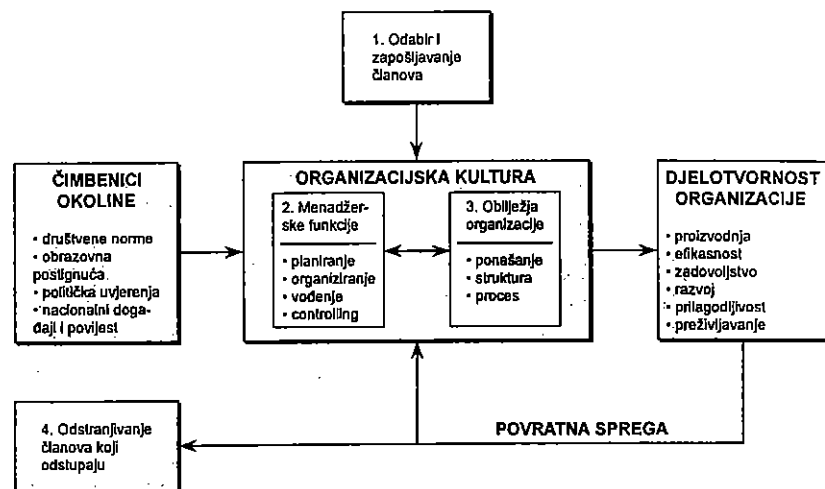 1. Odabir i
zapošljavanje
članova
ČIMBENICI
OKOLINE
• društvene norme
• obrazovna
postignuća
• politička uvjerenja
• nacionalni doga-
đaji i povijest
ORGANIZACIJSKA KULTURA
2. Menadžer-
ske funkcije
• planiranje
• organiziranje
• vođenje
• controlling
3. Obilježja
organizacije
• ponašanje
• struktura
• proces
DJELOTVORNOST
ORGANIZACIJE
• proizvodnja
• efikasnost
• zadovoljstvo
• razvoj
• prilagodljivost
• preživljavanje
4. Odstranjivanje
članova koji
odstupaju
POVRATNA SPREGA